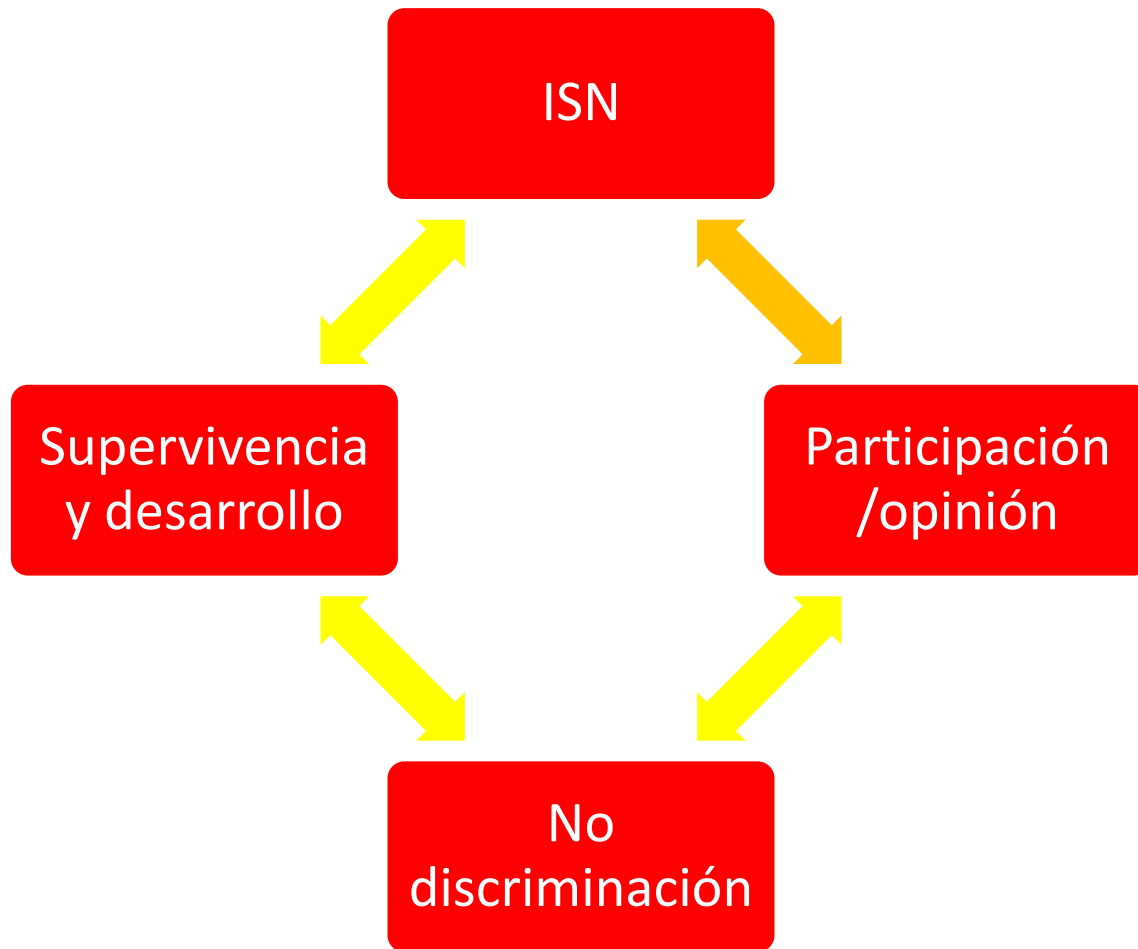 ISN
Supervivencia
y desarrollo
Participación
/opinión
No
discriminación